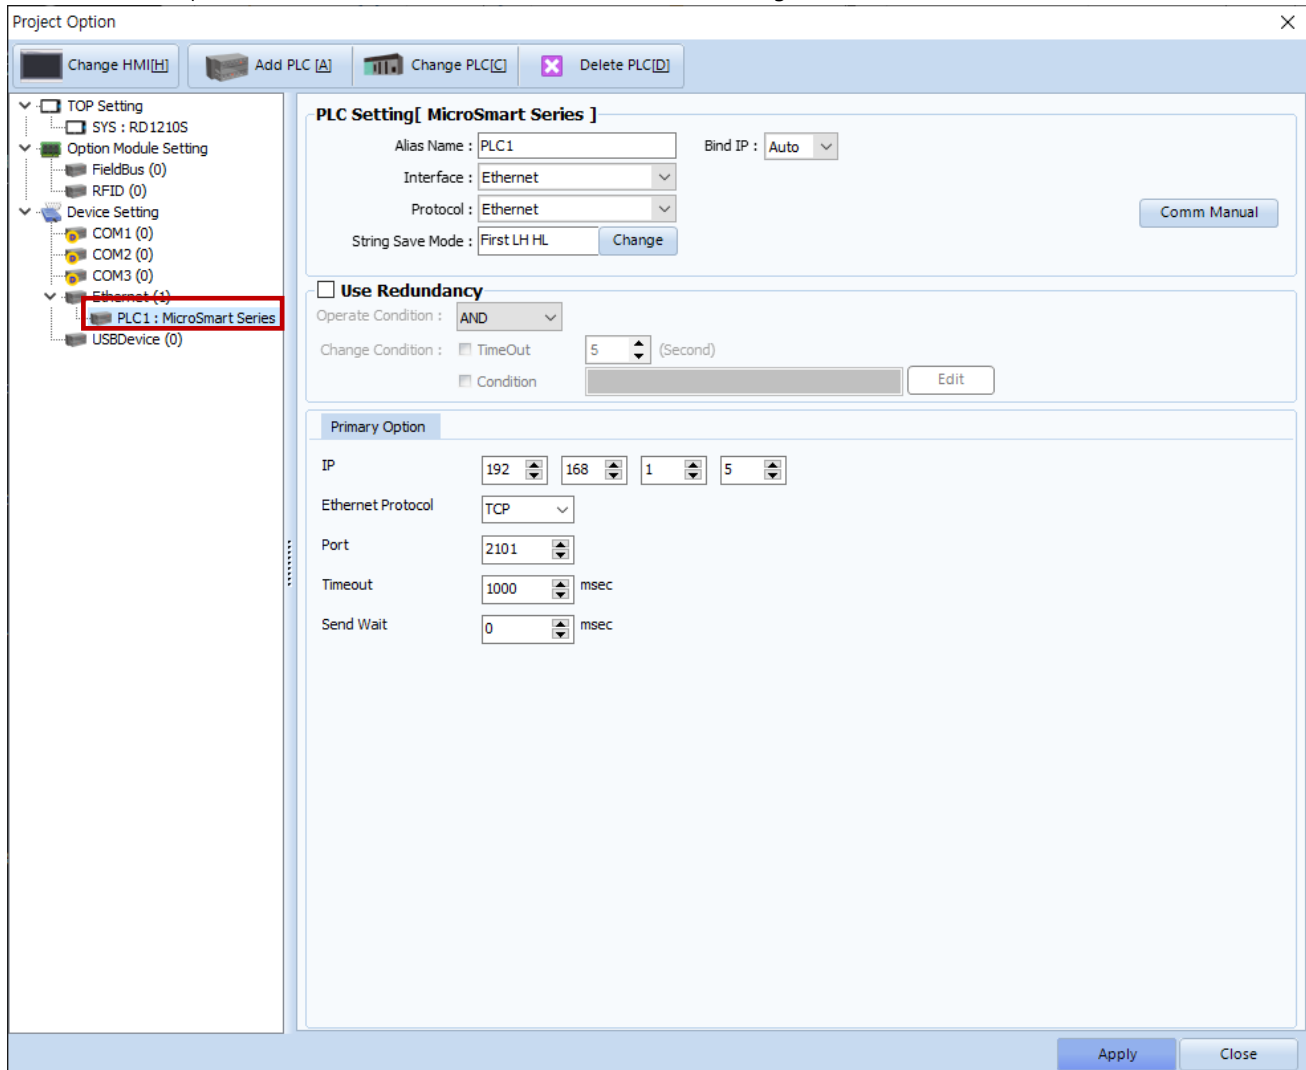 Project Option
Change HMI[H]
Add PLC [A]
Change PLC[C]
Delete PLC[D]
TOP Setting
SYS : RD1210S
Option Module Setting
FieldBus (0)
RFID (0)
Device Setting
COM1 (0)
COM2 (0)
COM3 (0)
Ethernet (1)
PLC1 : MicroSmart Series
USBDevice (0)
PLC Setting[ MicroSmart Series ]
Alias Name : PLC1 Bind IP : Auto
Interface : Ethernet
Protocol : Ethernet
Comm Manual
String Save Mode : First LH HL Change
Use Redundancy
Operate Condition : AND
Change Condition : TimeOut 5 (Second)
Condition Edit
Primary Option
IP 192 168 1 5
Ethernet Protocol TCP
Port 2101
Timeout 1000 msec
Send Wait 0 msec
Apply Close